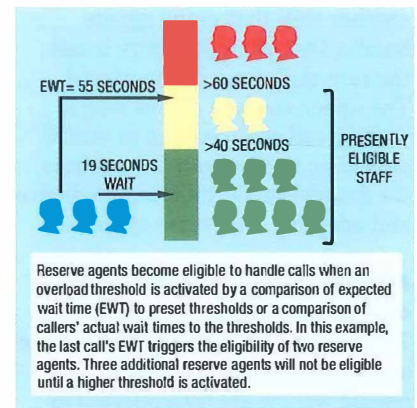 EWT= 55 SECONDS
>60 SECONDS
>40 SECONDS
19 SECONDS
WAIT
PRESENTLY
ELIGIBLE
STAFF
Reserve agents become eligible to handle calls when an
overload threshold is activated by a comparison of expected
wait time (EWT) to preset thresholds or a comparison of
callers' actual wait times to the thresholds. In this example,
the last call's EWT triggers the eligibility of two reserve
agents. Three additional reserve agents will not be eligible
until a higher threshold is activated.